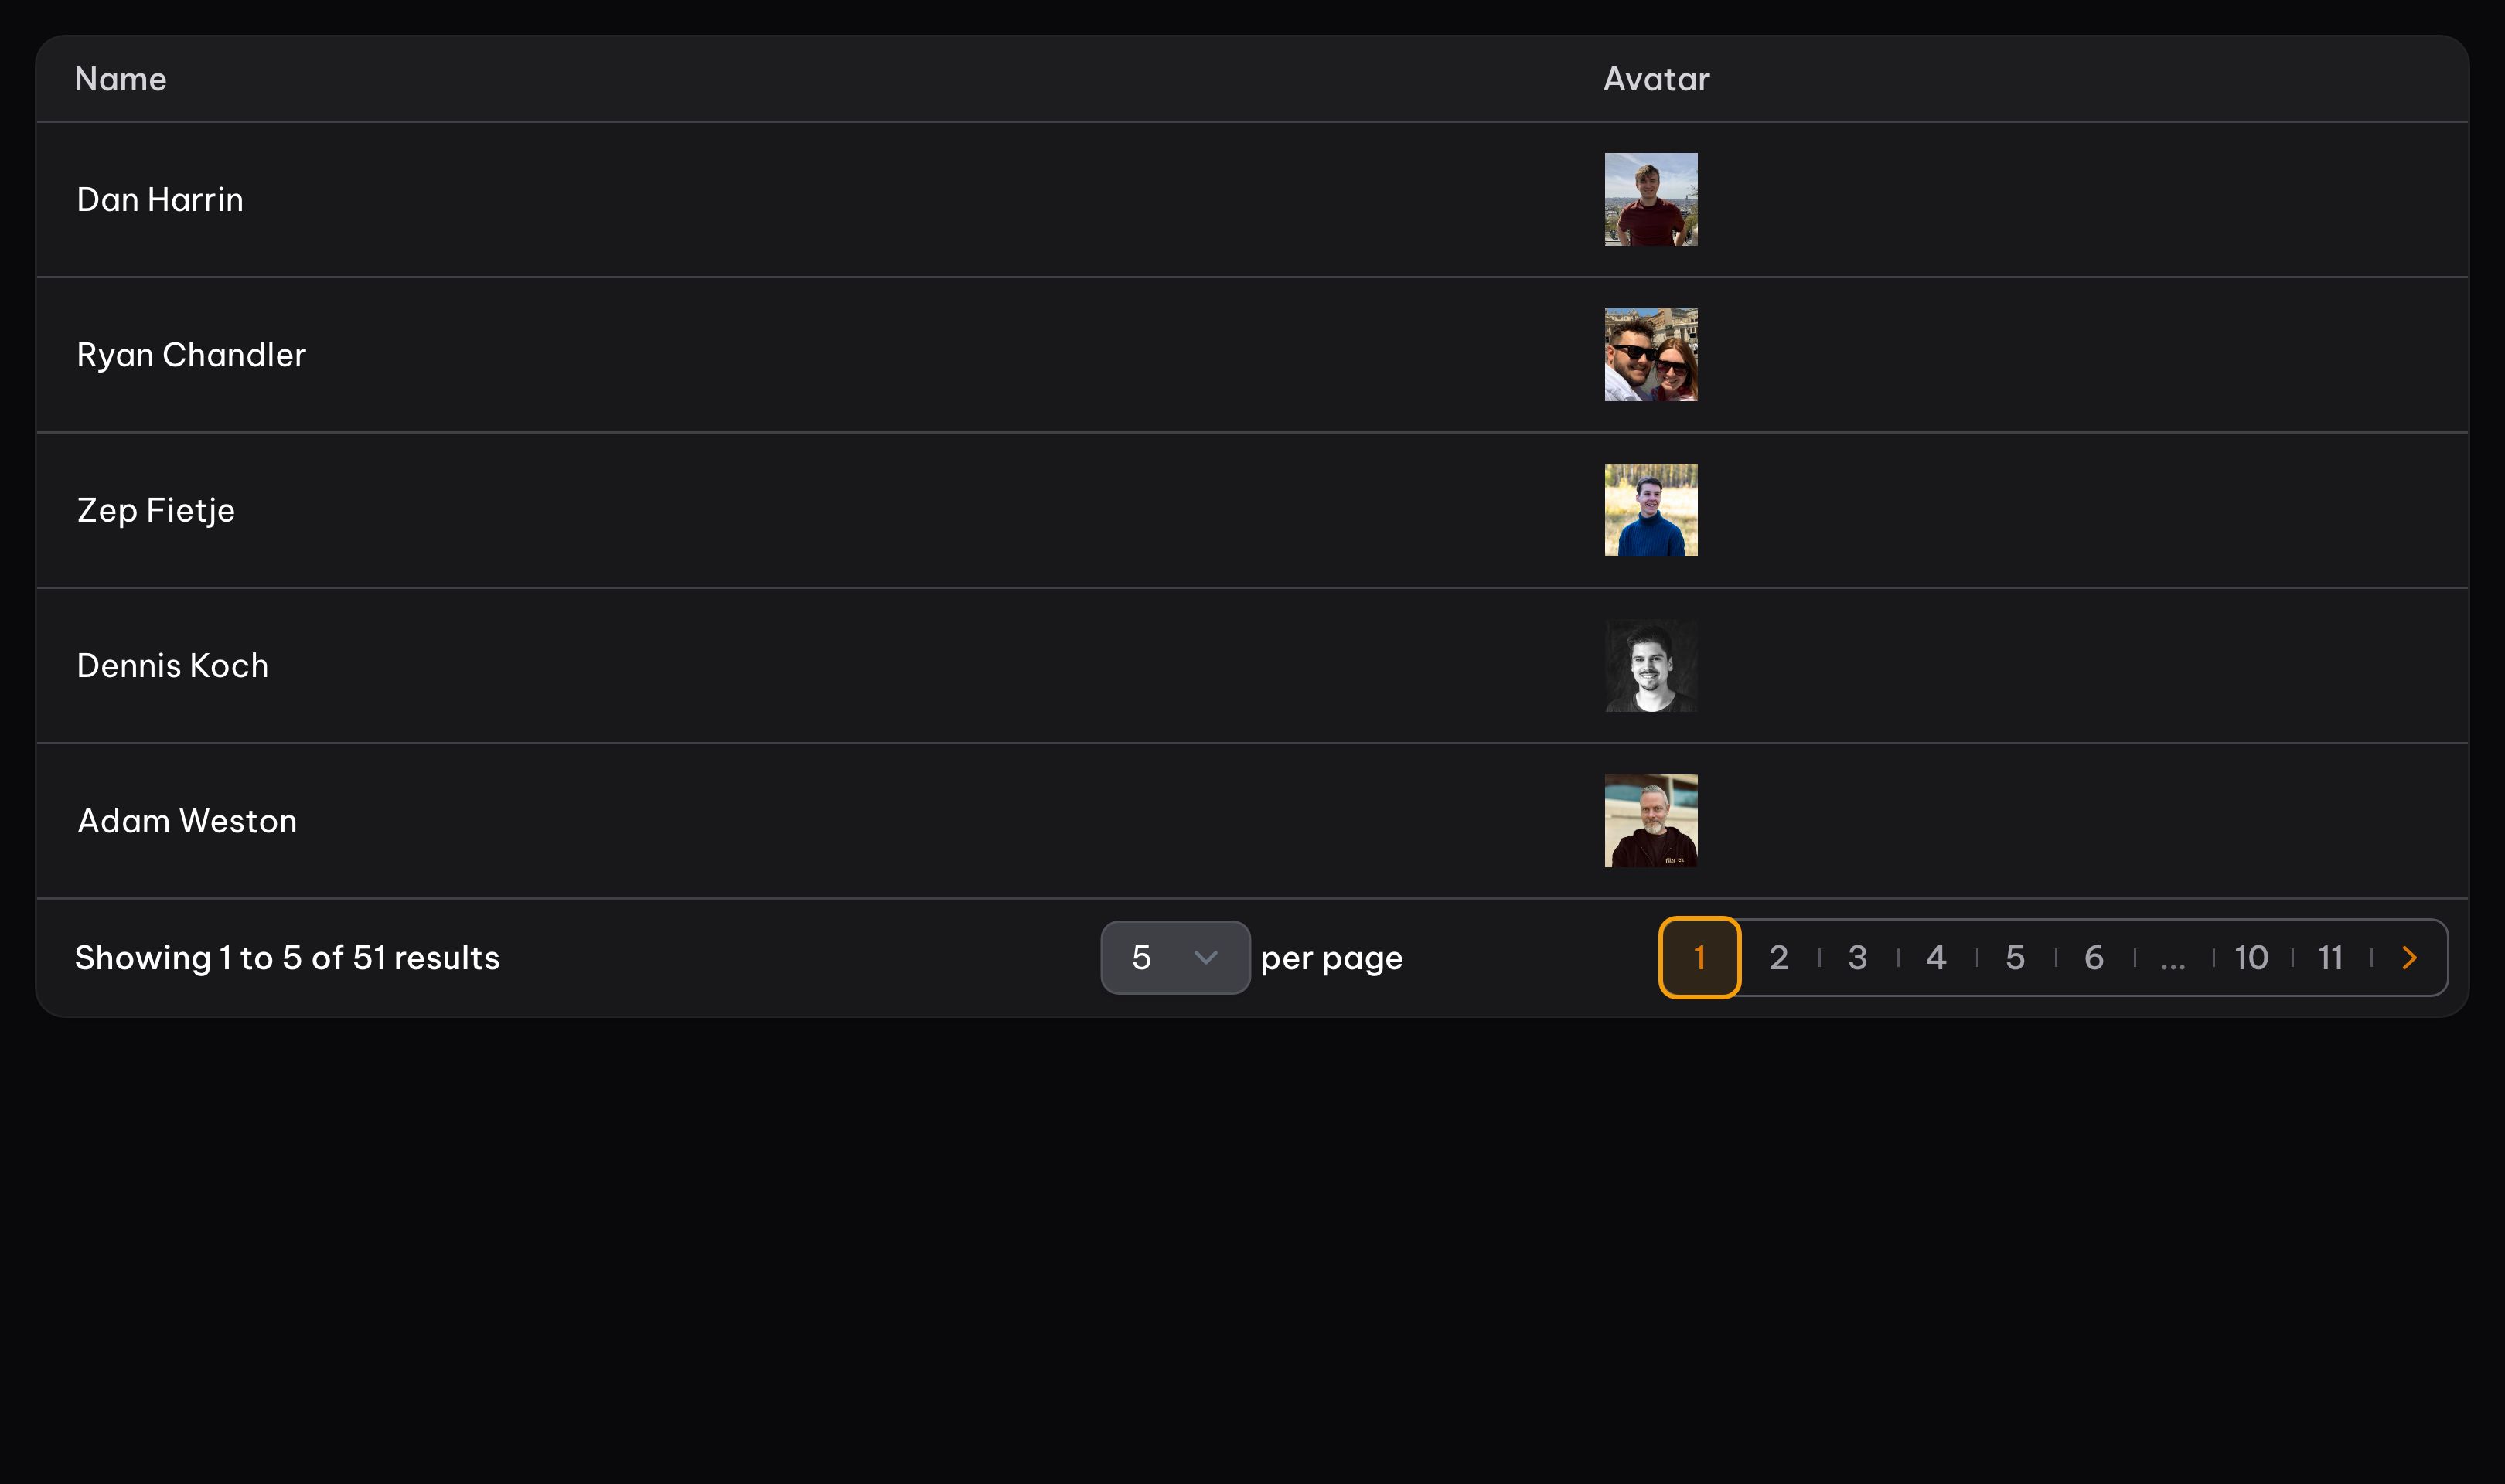 Name Avatar
Dan Harrin
Ryan Chandler
Zep Fietje
Dennis Koch
Adam Weston
Showing 1 to 5 of 51 results 5 per page 1 2 3 4 5 6 ... 10 11